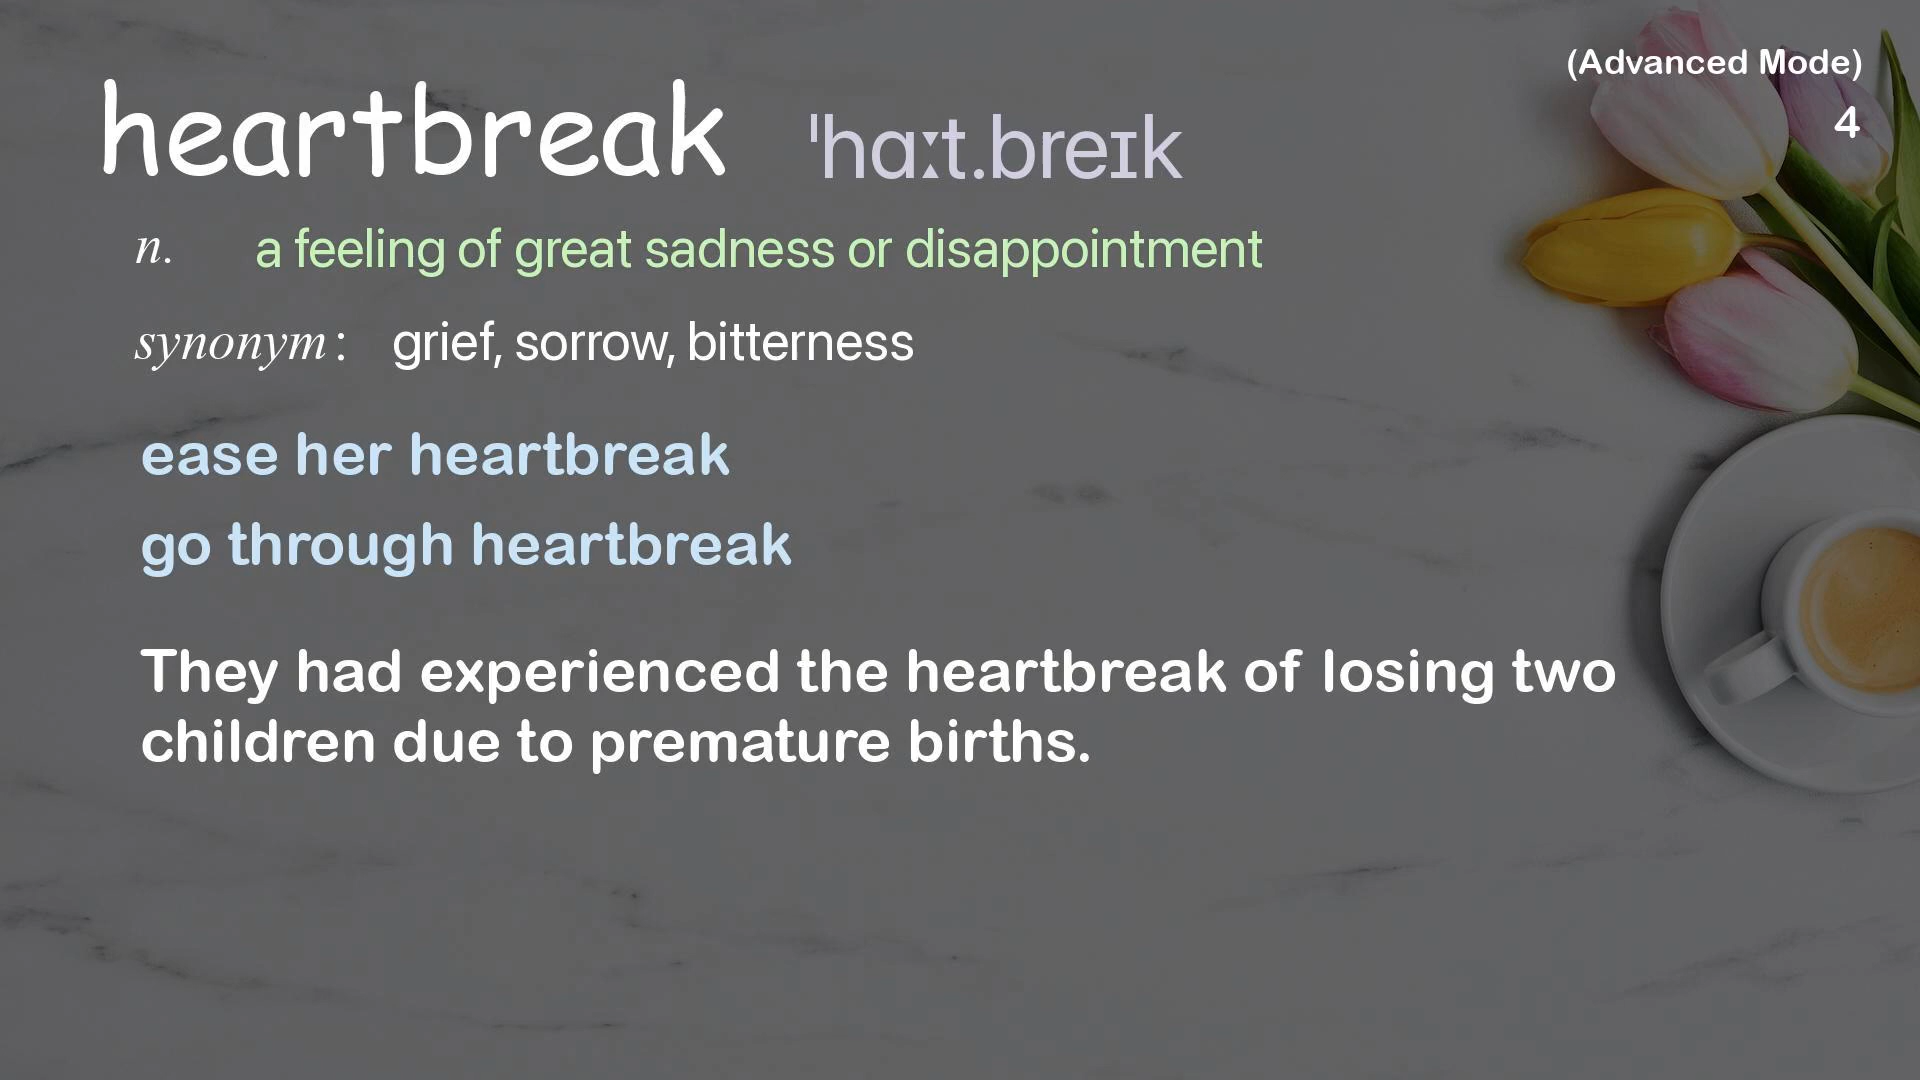 (Advanced Mode)
heartbreak ˈhɑːt.breɪk
4
n. a feeling of great sadness or disappointment
synonym: grief, sorrow, bitterness
ease her heartbreak
go through heartbreak
They had experienced the heartbreak of losing two
children due to premature births.